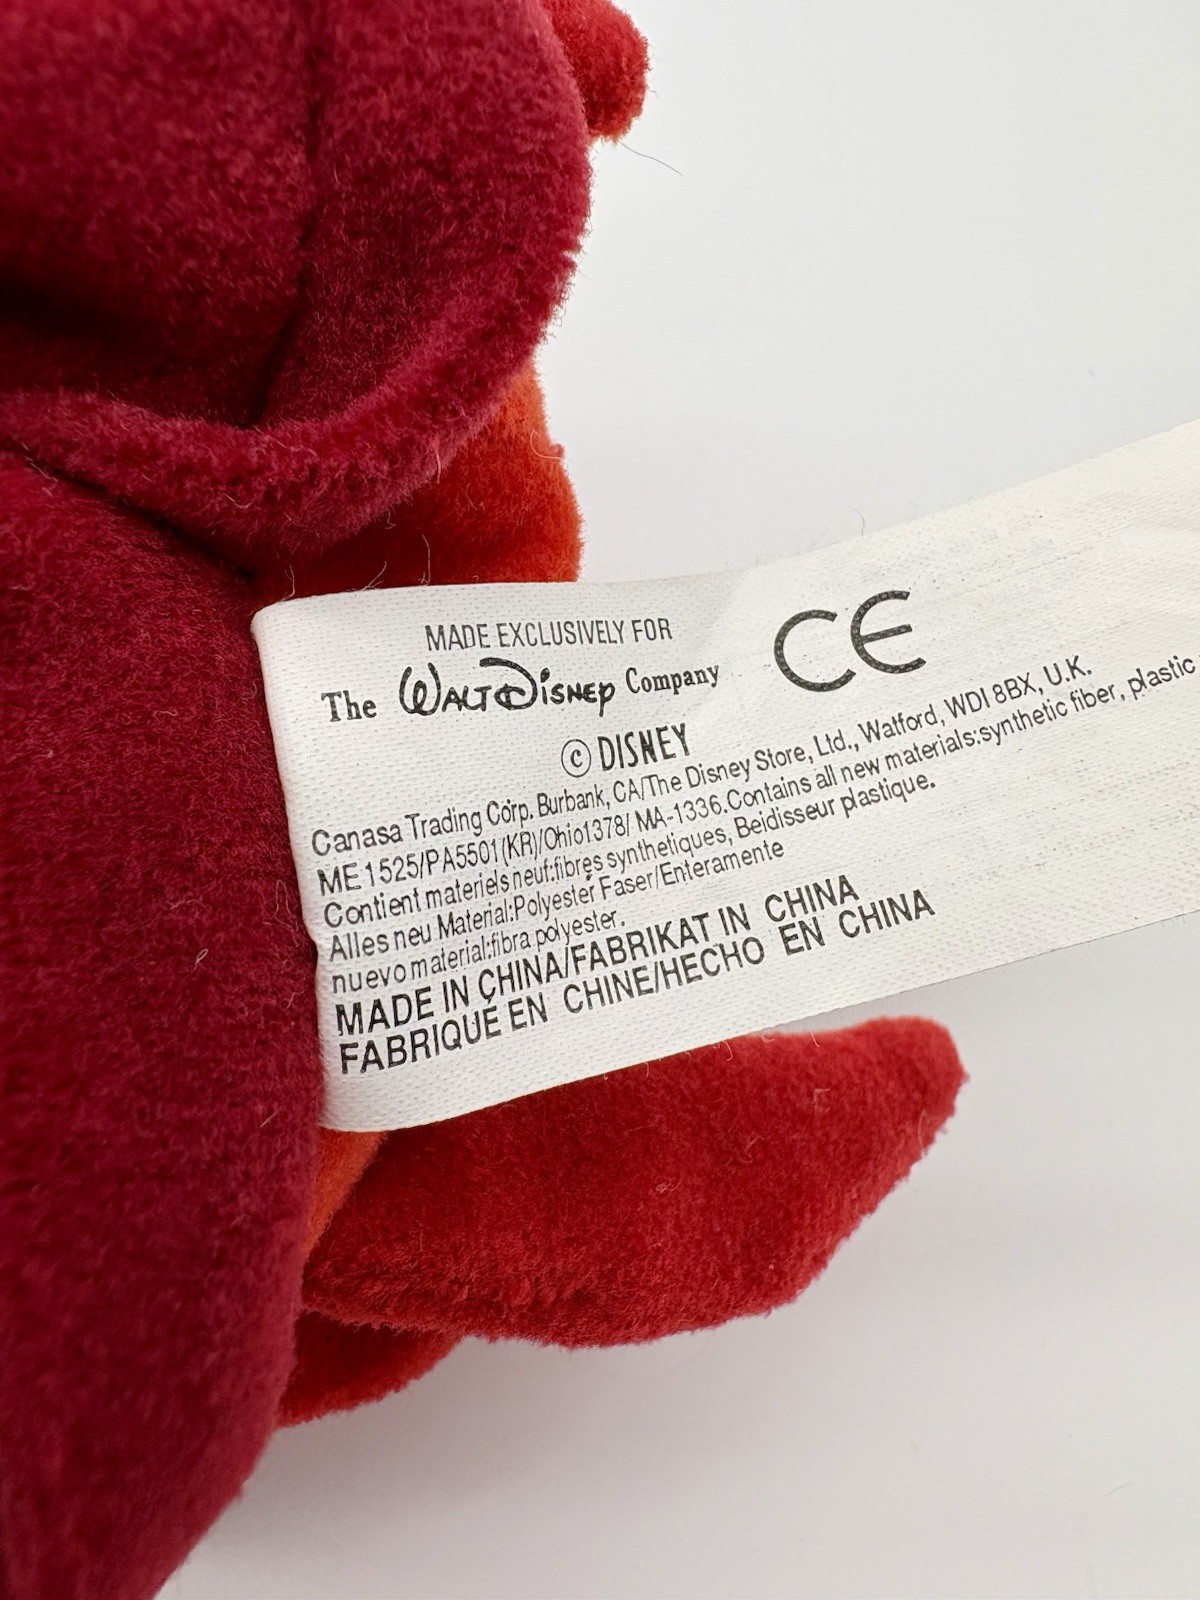 MADE EXCLUSIVELY FOR
The WALT DISNEY Company
CE
© DISNEY
Canasa Trading Corp. Burbank, CA/The Disney Store, Ltd., Watford, WDI 8BX, U.K.
ME1525/PA5501(KR)/Ohio1378/ MA-1336.Contains all new materials:synthetic fiber, plastic
Contient materiels neuf:fibres synthetiques, Beidisseur plastique.
Alles neu Material:Polyester Faser/Enteramente
nuevo material:fibra polyester.
MADE IN CHINA/FABRIKAT IN CHINA
FABRIQUÉ EN CHINE/HECHO EN CHINA